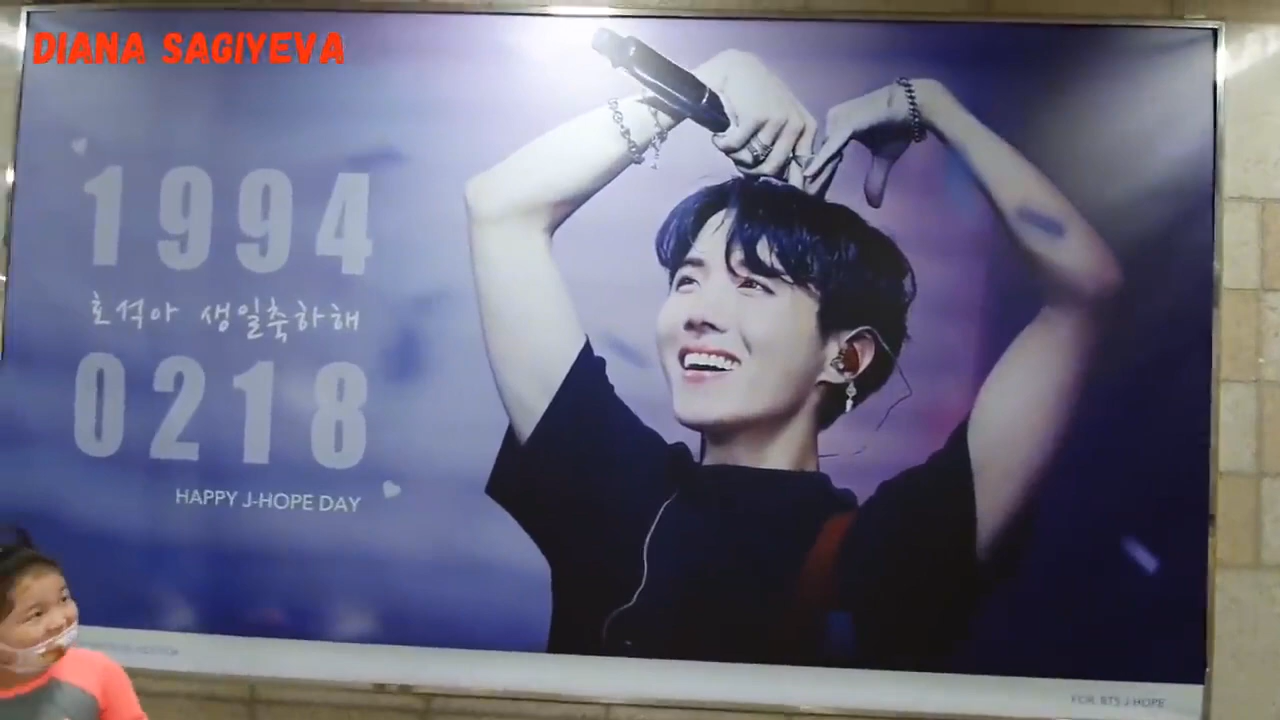 DIANA SAGIYEVA
1994
호석아 생일축하해
0218
HAPPY J-HOPE DAY
FOR. BTS J-HOPE